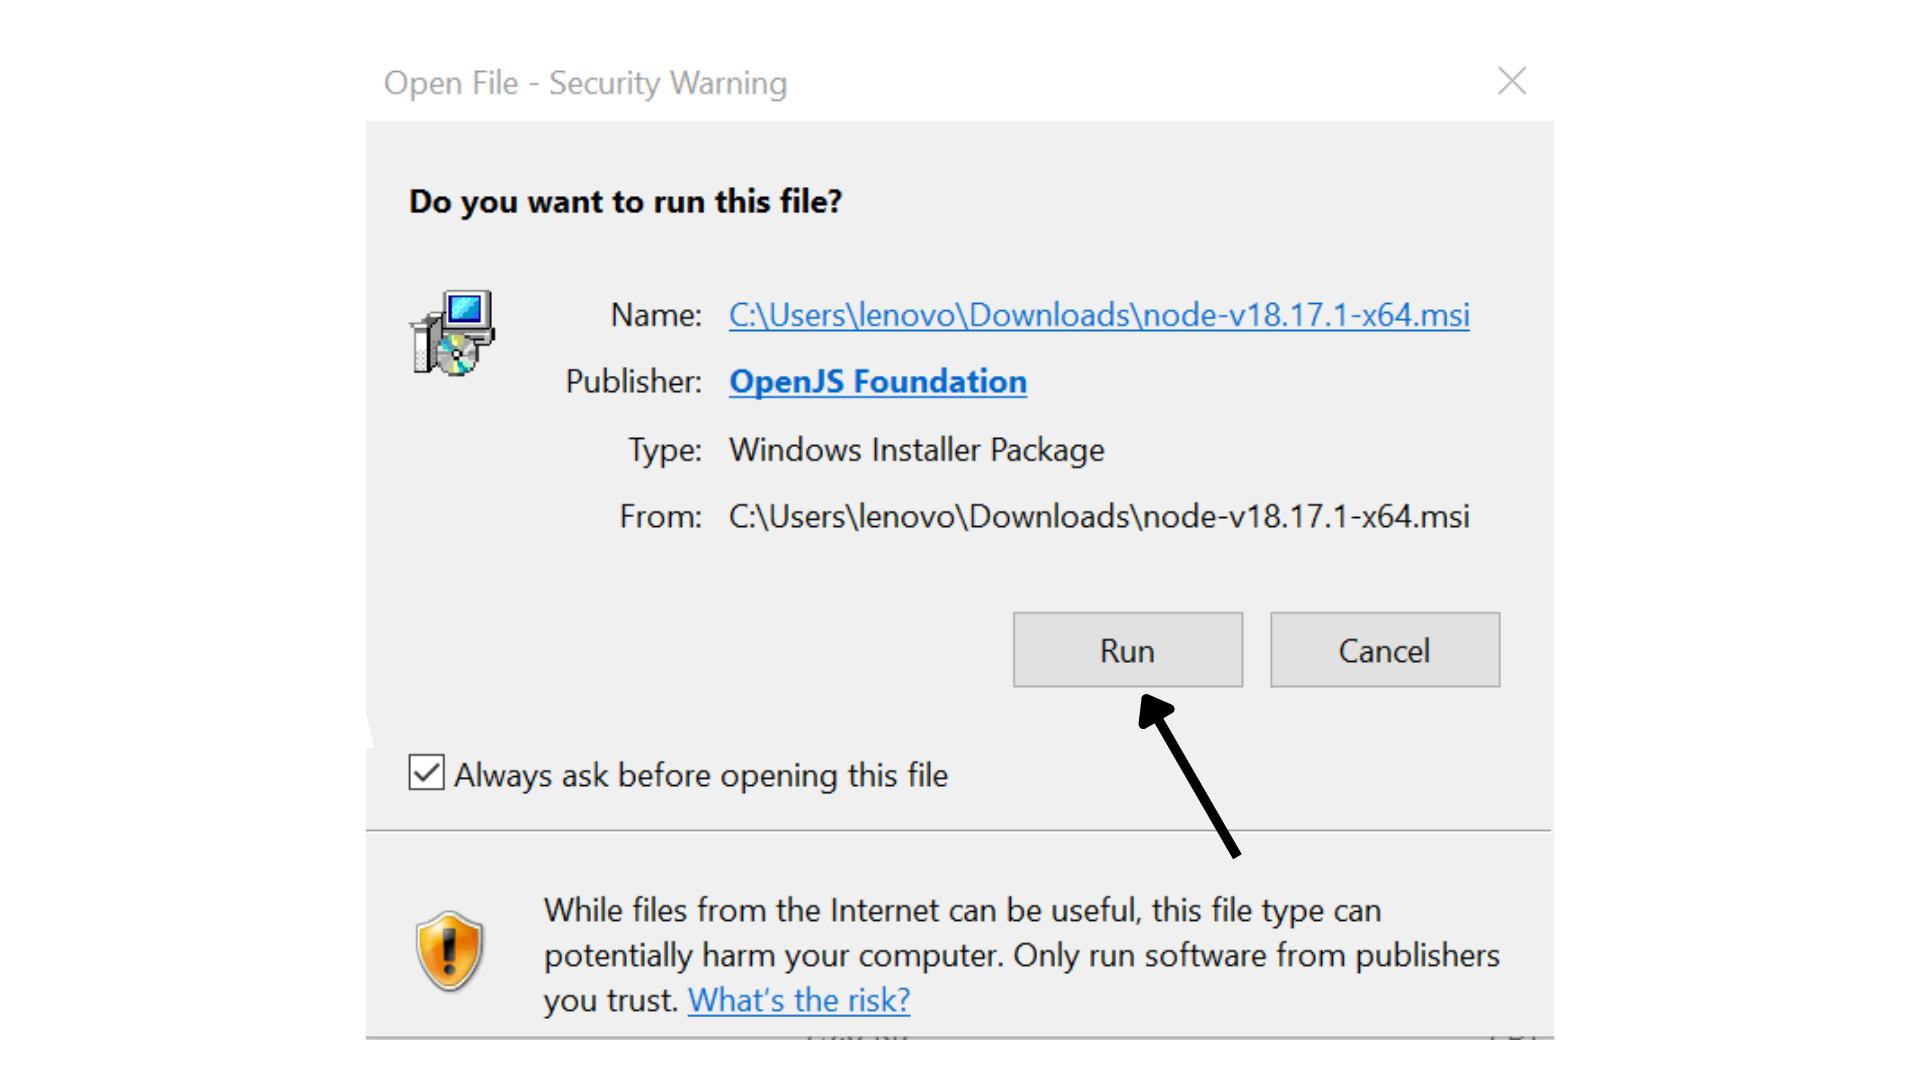 Open File - Security Warning
Do you want to run this file?
Name: C:\Users\lenovo\Downloads\node-v18.17.1-x64.msi
Publisher: OpenJS Foundation
Type: Windows Installer Package
From: C:\Users\lenovo\Downloads\node-v18.17.1-x64.msi
Run Cancel
Always ask before opening this file
While files from the Internet can be useful, this file type can
potentially harm your computer. Only run software from publishers
you trust. What's the risk?